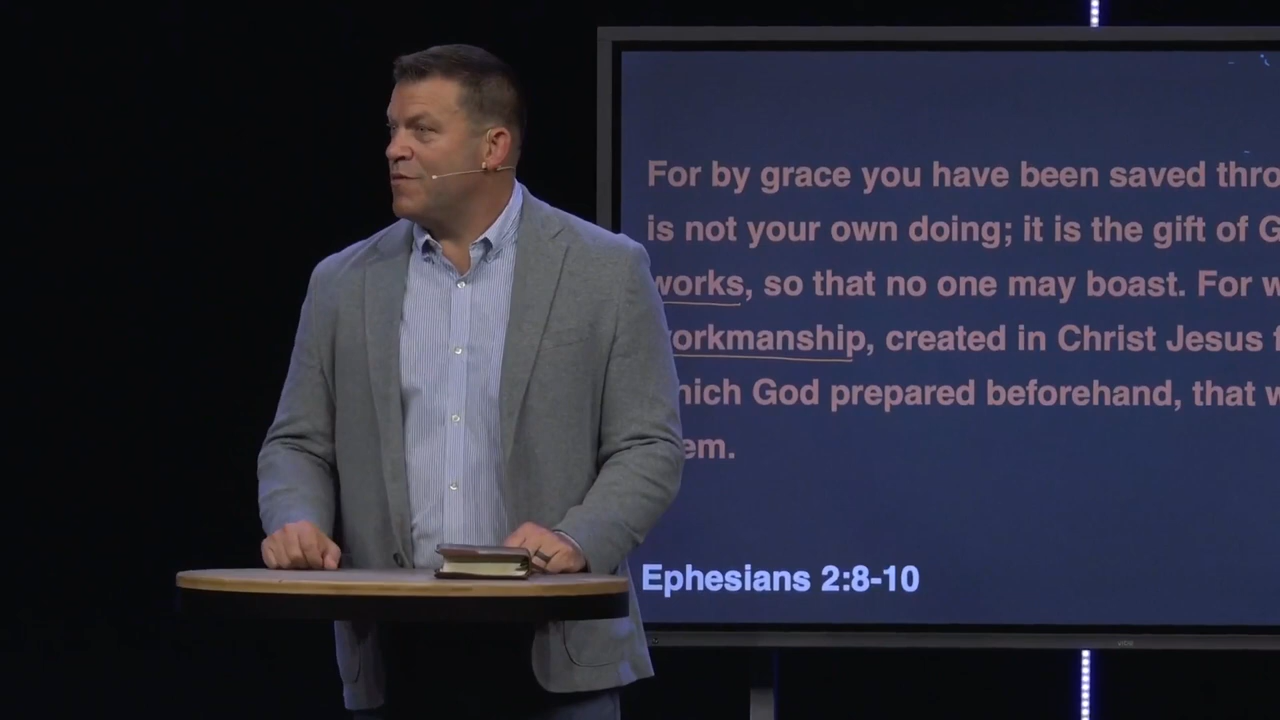 For by grace you have been saved thro
is not your own doing; it is the gift of G
works, so that no one may boast. For w
orkmanship, created in Christ Jesus f
hich God prepared beforehand, that w
em.
Ephesians 2:8-10